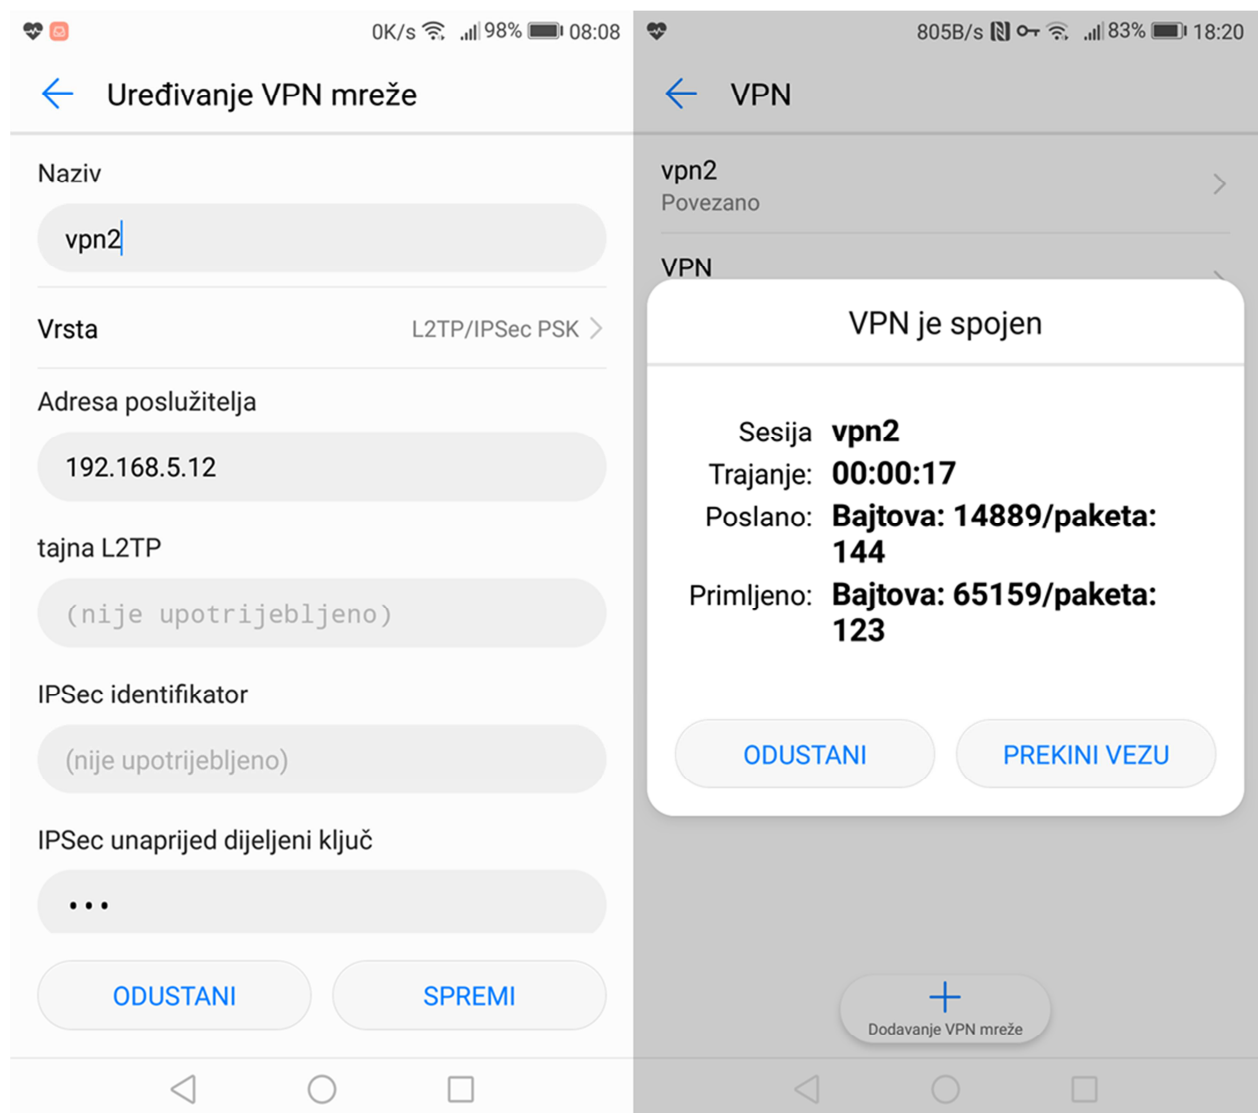 0K/s 98% 08:08
Uređivanje VPN mreže
Naziv
vpn2
Vrsta L2TP/IPSec PSK
Adresa poslužitelja
192.168.5.12
tajna L2TP
(nije upotrijebljeno)
IPSec identifikator
(nije upotrijebljeno)
IPSec unaprijed dijeljeni ključ
•••
ODUSTANI SPREMI
805B/s 83% 18:20
VPN
vpn2
Povezano
VPN
VPN je spojen
Sesija vpn2
Trajanje: 00:00:17
Poslano: Bajtova: 14889/paketa:
144
Primljeno: Bajtova: 65159/paketa:
123
ODUSTANI PREKINI VEZU
Dodavanje VPN mreže